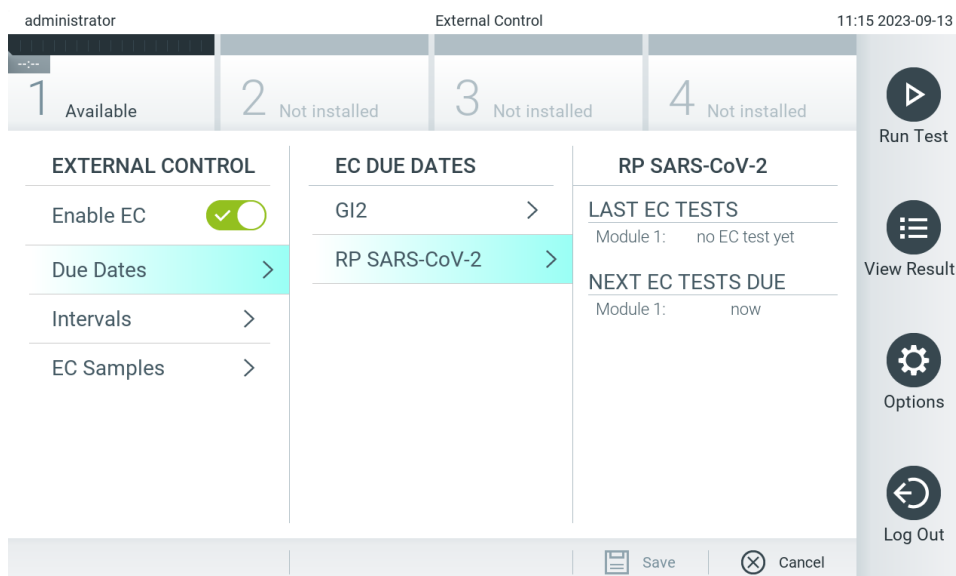 administrator External Control 11:15 2023-09-13
--:--
1 Available 2 Not installed 3 Not installed 4 Not installed
Run Test
EXTERNAL CONTROL EC DUE DATES RP SARS-CoV-2
Enable EC GI2 LAST EC TESTS
Module 1: no EC test yet
Due Dates RP SARS-CoV-2 View Result
NEXT EC TESTS DUE
Intervals Module 1: now
EC Samples
Options
Log Out
Save Cancel